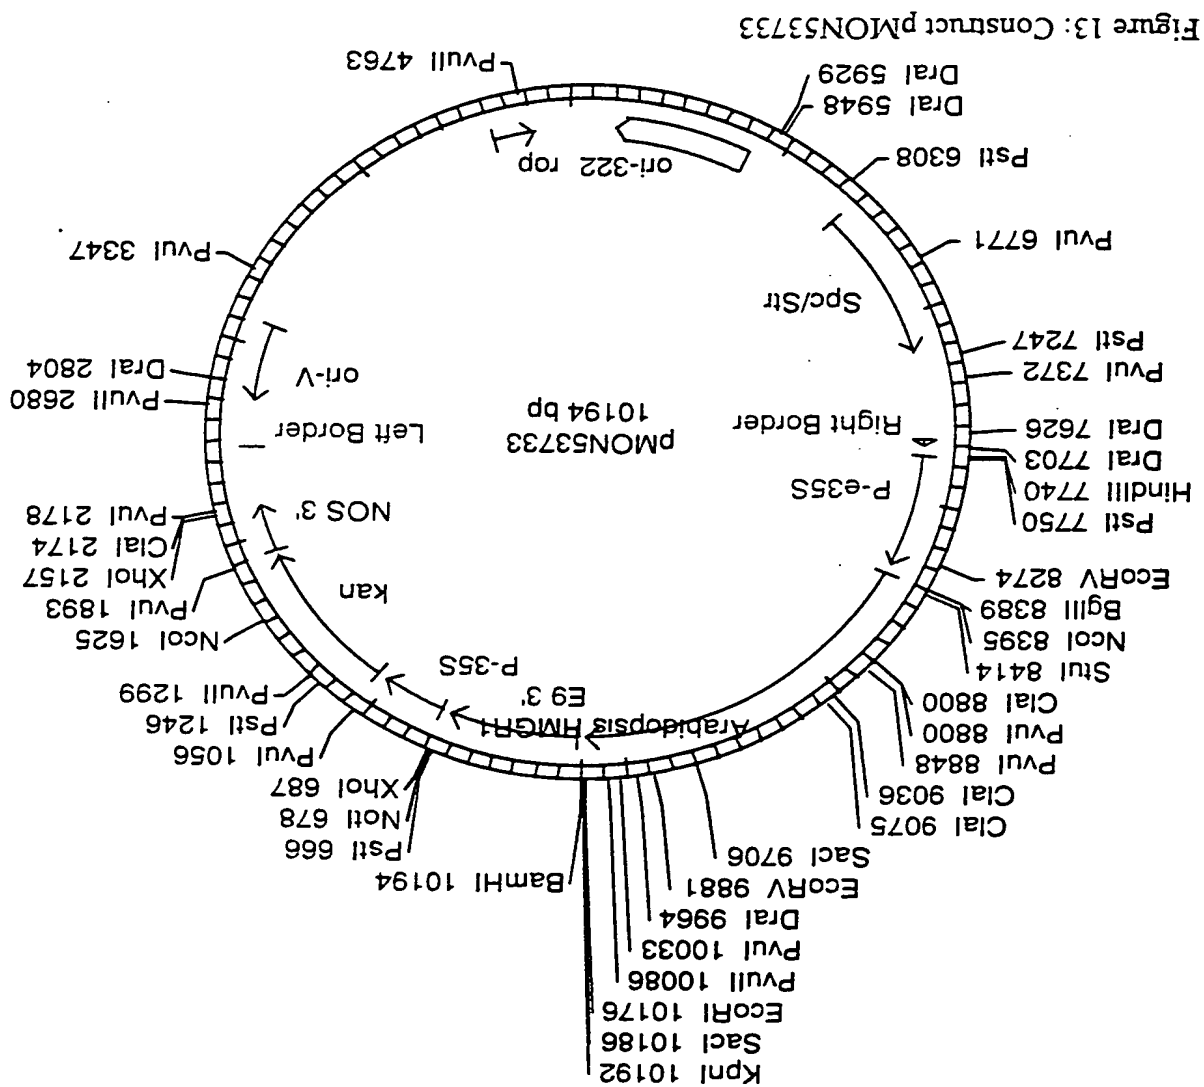 KpnI 10192
SacI 10186
EcoRI 10176
PvuII 10086
PvuI 10033
DraI 9964
EcoRV 9881
SacI 9706
ClaI 9075
ClaI 9036
PvuI 8848
PvuI 8800
ClaI 8800
StuI 8414
NcoI 8395
BglII 8389
EcoRV 8274
PstI 7750
HindIII 7740
DraI 7703
DraI 7626
PvuI 7372
PstI 7247
PvuI 6771
PstI 6308
DraI 5948
DraI 5929
BamHI 10194
PstI 666
NotI 678
XhoI 687
PvuI 1056
PstI 1246
PvuII 1299
NcoI 1625
PvuI 1893
XhoI 2157
ClaI 2174
PvuI 2178
PvuII 2680
DraI 2804
PvuI 3347
PvuII 4763
Arabidopsis HMGR1
E9 3'
P-35S
kan
NOS 3'
P-e35S
Right Border
Left Border
pMON53733
10194 bp
ori-V
Spc/Str
ori-322
rop
Figure 13: Construct pMON53733